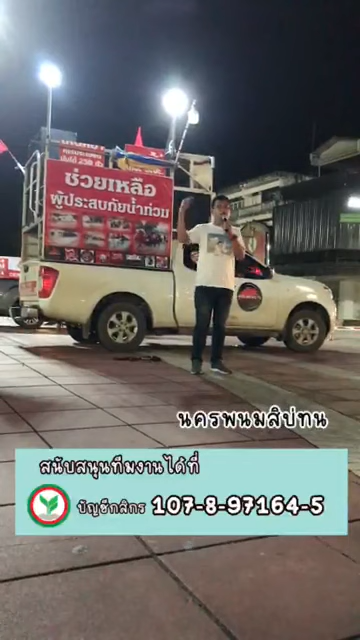 ช่วยเหลือ
ผู้ประสบภัยน้ำท่วม
นครพนมสิบทน
สนับสนุนทีมงานได้ที่
บัญชีกสิกร 107-8-97164-5